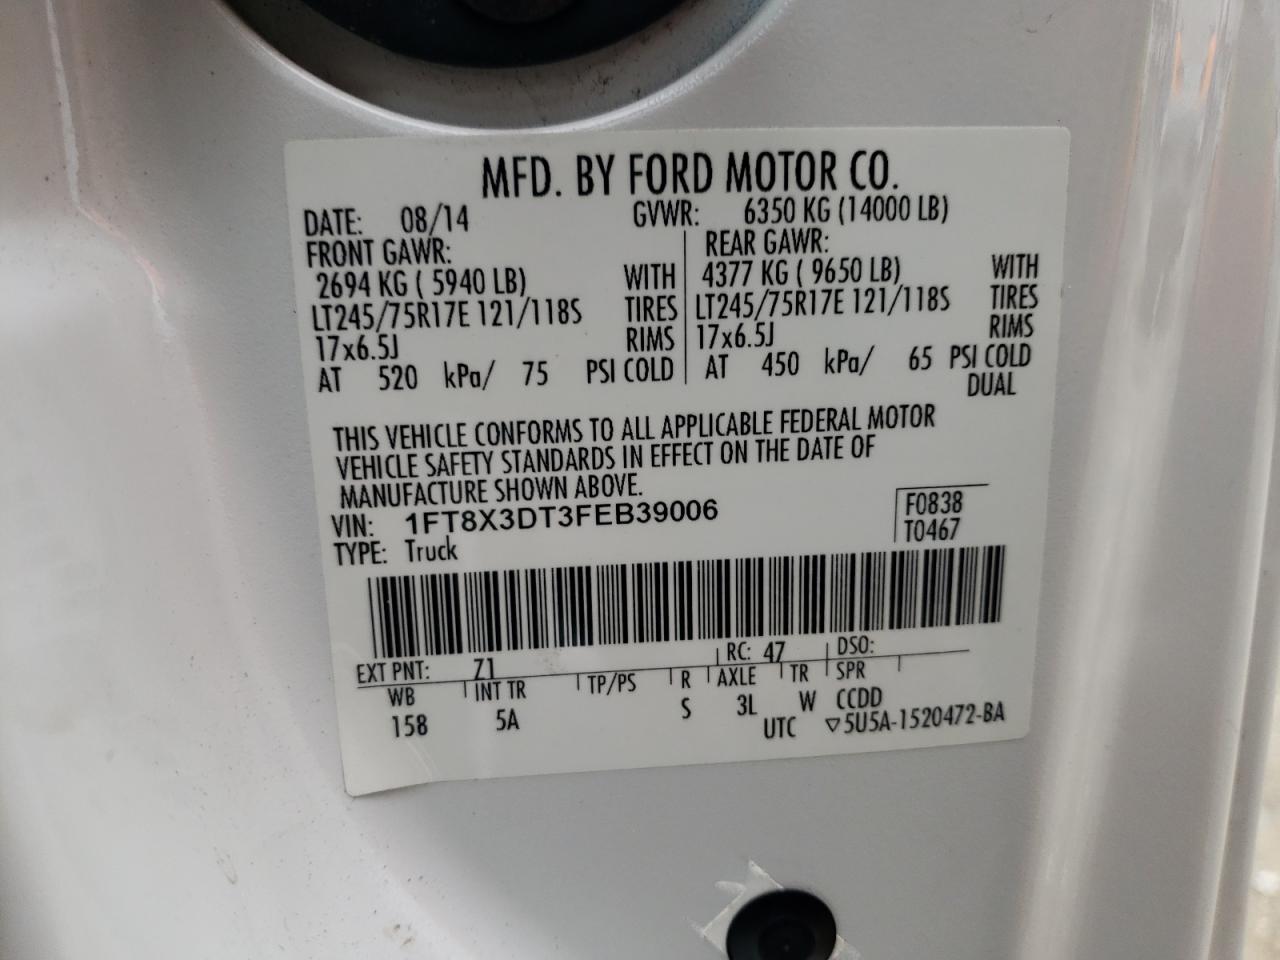 MFD. BY FORD MOTOR CO.
DATE: 08/14 GVWR: 6350 KG (14000 LB)
FRONT GAWR: REAR GAWR:
2694 KG ( 5940 LB) WITH 4377 KG ( 9650 LB) WITH
LT245/75R17E 121/118S TIRES LT245/75R17E 121/118S TIRES
17x6.5J RIMS 17x6.5J RIMS
AT 520 kPa/ 75 PSI COLD AT 450 kPa/ 65 PSI COLD
DUAL
THIS VEHICLE CONFORMS TO ALL APPLICABLE FEDERAL MOTOR
VEHICLE SAFETY STANDARDS IN EFFECT ON THE DATE OF
MANUFACTURE SHOWN ABOVE.
VIN: 1FT8X3DT3FEB39006 F0838
TYPE: Truck T0467
EXT PNT: Z1 RC: 47 DSO:
WB INT TR TP/PS R AXLE TR SPR
158 5A S 3L W CCDD
UTC ▽5U5A-1520472-BA